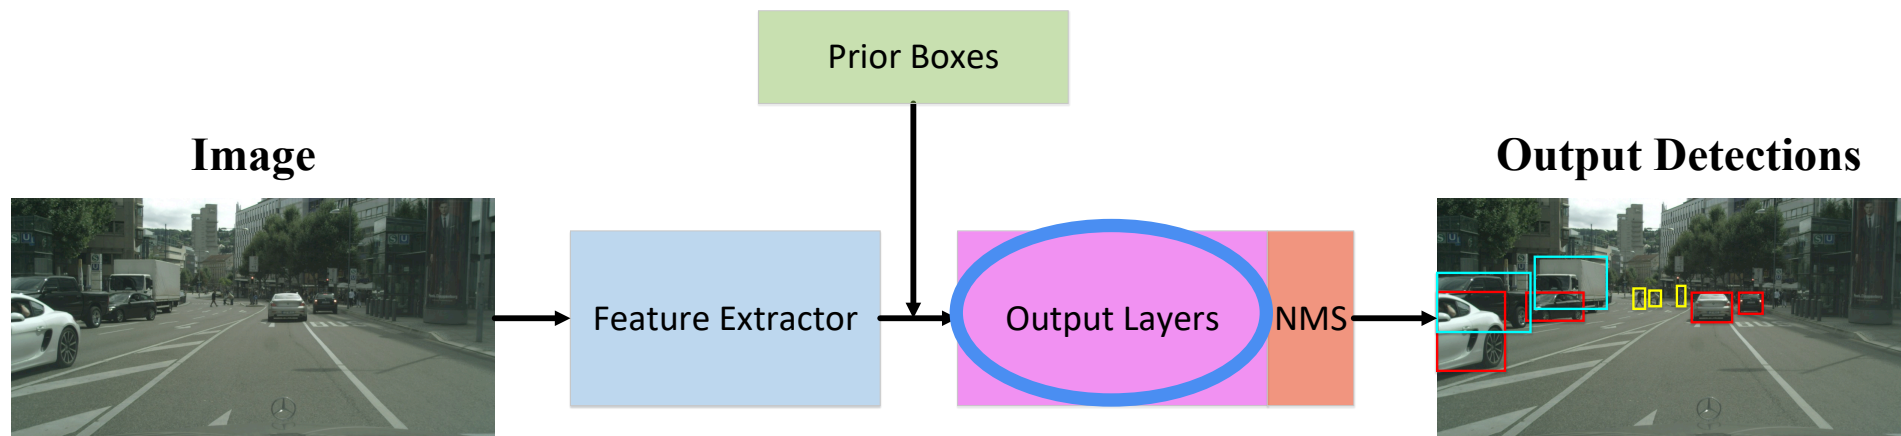 Prior Boxes
Image
Output Detections
Feature Extractor
Output Layers
NMS